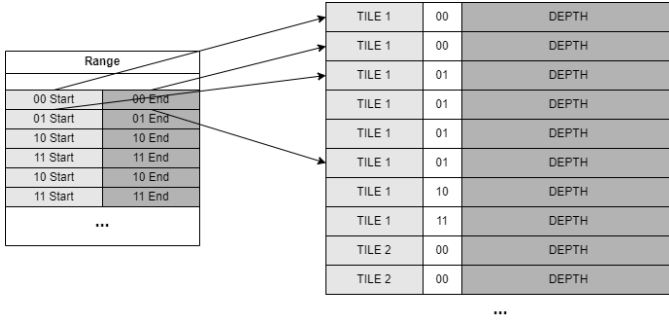 Range
00 Start 00 End
01 Start 01 End
10 Start 10 End
11 Start 11 End
10 Start 10 End
11 Start 11 End
...
TILE 1 00 DEPTH
TILE 1 00 DEPTH
TILE 1 01 DEPTH
TILE 1 01 DEPTH
TILE 1 01 DEPTH
TILE 1 01 DEPTH
TILE 1 10 DEPTH
TILE 1 11 DEPTH
TILE 2 00 DEPTH
TILE 2 00 DEPTH
...